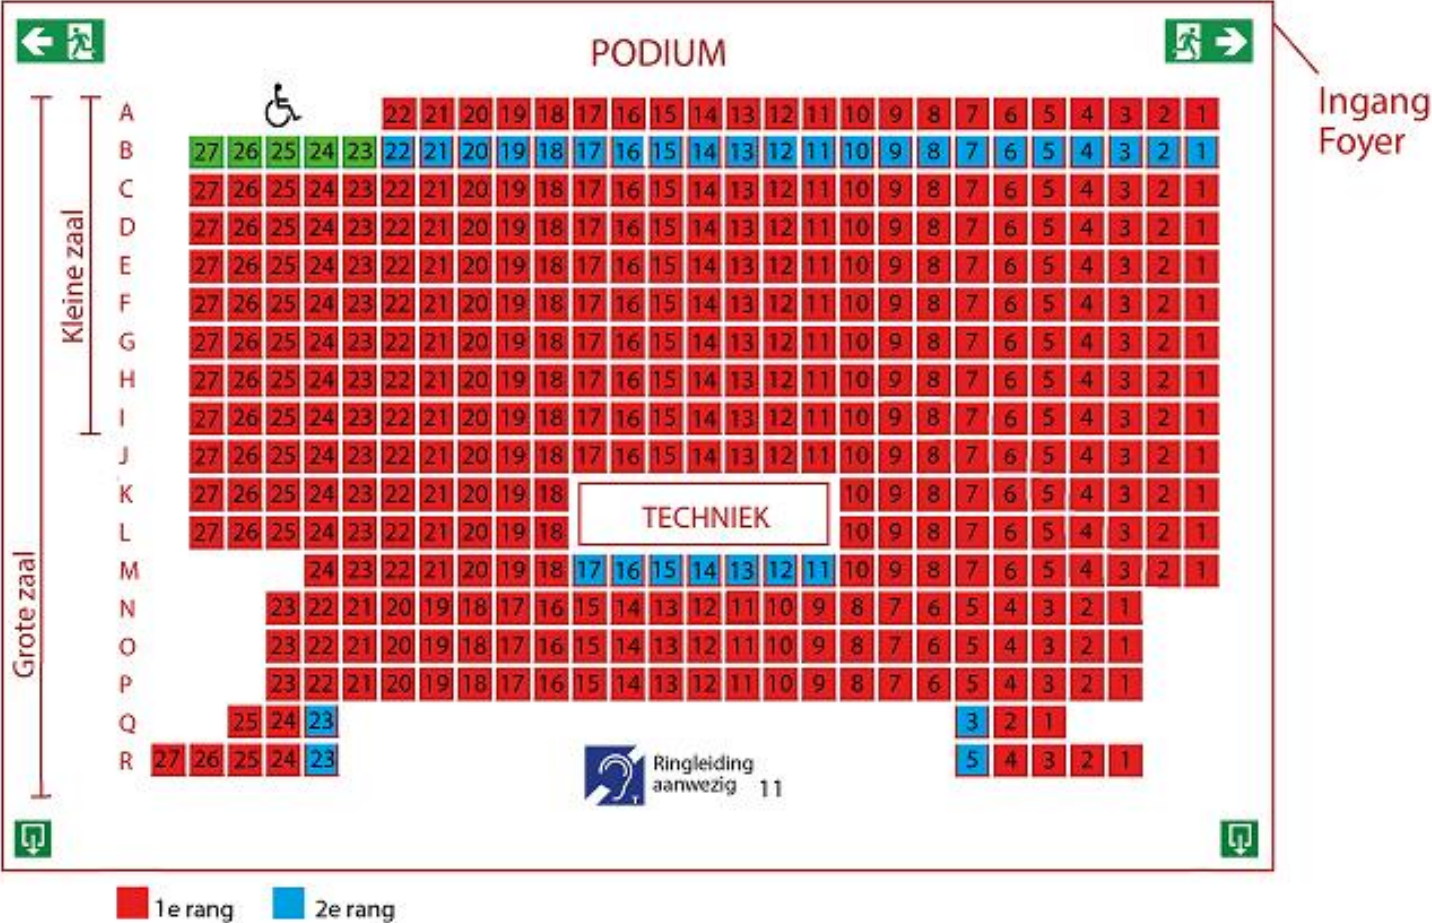 PODIUM
Ingang
Foyer
A 22 21 20 19 18 17 16 15 14 13 12 11 10 9 8 7 6 5 4 3 2 1
B 27 26 25 24 23 22 21 20 19 18 17 16 15 14 13 12 11 10 9 8 7 6 5 4 3 2 1
C 27 26 25 24 23 22 21 20 19 18 17 16 15 14 13 12 11 10 9 8 7 6 5 4 3 2 1
D 27 26 25 24 23 22 21 20 19 18 17 16 15 14 13 12 11 10 9 8 7 6 5 4 3 2 1
E 27 26 25 24 23 22 21 20 19 18 17 16 15 14 13 12 11 10 9 8 7 6 5 4 3 2 1
F 27 26 25 24 23 22 21 20 19 18 17 16 15 14 13 12 11 10 9 8 7 6 5 4 3 2 1
G 27 26 25 24 23 22 21 20 19 18 17 16 15 14 13 12 11 10 9 8 7 6 5 4 3 2 1
H 27 26 25 24 23 22 21 20 19 18 17 16 15 14 13 12 11 10 9 8 7 6 5 4 3 2 1
I 27 26 25 24 23 22 21 20 19 18 17 16 15 14 13 12 11 10 9 8 7 6 5 4 3 2 1
J 27 26 25 24 23 22 21 20 19 18 17 16 15 14 13 12 11 10 9 8 7 6 5 4 3 2 1
K 27 26 25 24 23 22 21 20 19 18 10 9 8 7 6 5 4 3 2 1
TECHNIEK
L 27 26 25 24 23 22 21 20 19 18 10 9 8 7 6 5 4 3 2 1
M 24 23 22 21 20 19 18 17 16 15 14 13 12 11 10 9 8 7 6 5 4 3 2 1
N 23 22 21 20 19 18 17 16 15 14 13 12 11 10 9 8 7 6 5 4 3 2 1
O 23 22 21 20 19 18 17 16 15 14 13 12 11 10 9 8 7 6 5 4 3 2 1
P 23 22 21 20 19 18 17 16 15 14 13 12 11 10 9 8 7 6 5 4 3 2 1
Q 25 24 23 3 2 1
R 27 26 25 24 23 5 4 3 2 1
Kleine zaal
Grote zaal
T
Ringleiding
aanwezig 11
1e rang
2e rang